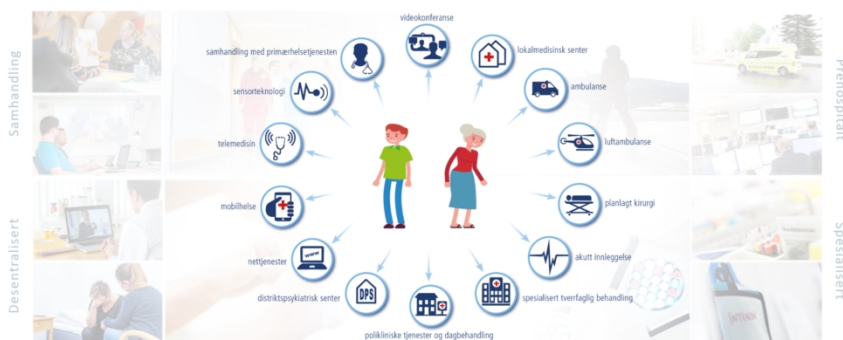 videokonferanse
samhandling med primærhelsetjenesten
lokalmedisinsk senter
sensorteknologi
ambulanse
telemedisin
luftambulanse
mobilhelse
planlagt kirurgi
nettjenester
akutt innleggelse
distriktspsykiatrisk senter
spesialisert tverrfaglig behandling
polikliniske tjenester og dagbehandling
www
DPS
Samhandling
Desentralisert
Prehospitalt
Spesialisert